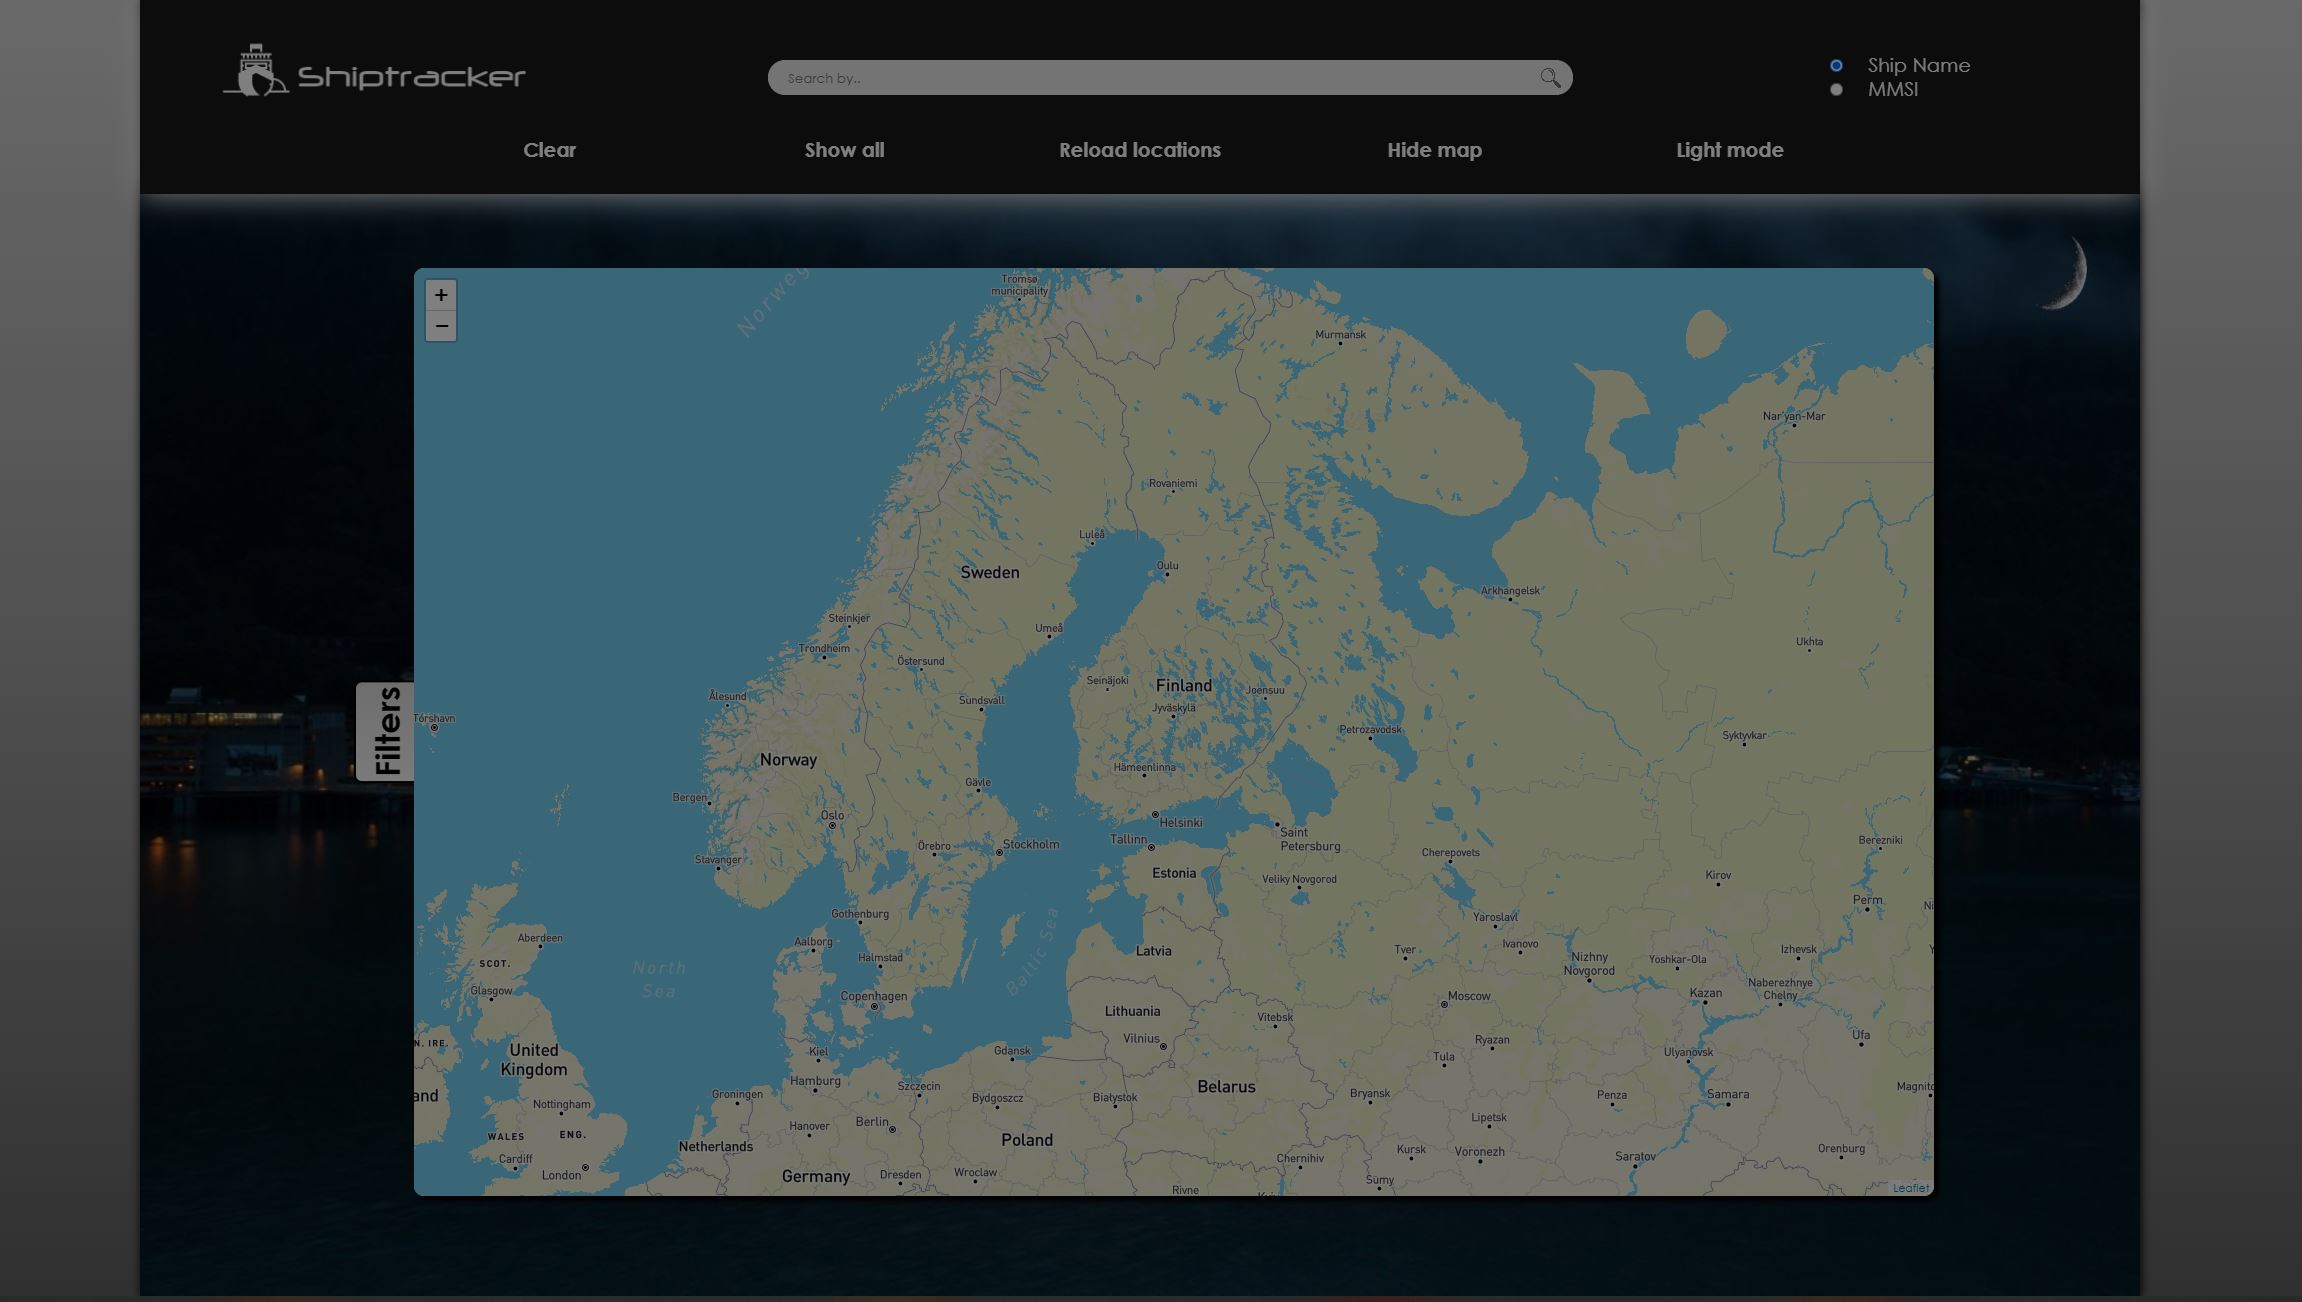 Shiptracker
Search by..
Ship Name
MMSI
Clear
Show all
Reload locations
Hide map
Light mode
Filters
+
−
Norweg
Tromsø
municipality
Murmansk
Nar'yan-Mar
Rovaniemi
Luleå
Oulu
Sweden
Arkhangelsk
Steinkjer
Umeå
Ukhta
Trondheim
Östersund
Seinäjoki
Finland
Joensuu
Ålesund
Sundsvall
Jyväskylä
Tórshavn
Petrozavodsk
Syktyvkar
Norway
Hämeenlinna
Gävle
Bergen
Oslo
Helsinki
Saint
Petersburg
Tallinn
Berezniki
Stockholm
Örebro
Cherepovets
Stavanger
Estonia
Veliky Novgorod
Kirov
Perm
Ni
Gothenburg
Yaroslavl
Aberdeen
Aalborg
Baltic Sea
Latvia
Tver
Ivanovo
Izhevsk
Y
SCOT.
North
Sea
Halmstad
Nizhny
Novgorod
Yoshkar-Ola
Glasgow
Copenhagen
Moscow
Kazan
Naberezhnye
Chelny
Lithuania
Vitebsk
Vilnius
Ufa
N. IRE.
United
Kingdom
Kiel
Gdansk
Ryazan
Tula
Ulyanovsk
Hamburg
Szczecin
Belarus
Magnito
and
Groningen
Bydgoszcz
Białystok
Bryansk
Penza
Samara
Nottingham
Hanover
Berlin
Lipetsk
WALES
ENG.
Netherlands
Poland
Kursk
Voronezh
Orenburg
Cardiff
London
Germany
Dresden
Wroclaw
Chernihiv
Saratov
Rivne
Sumy
Leaflet